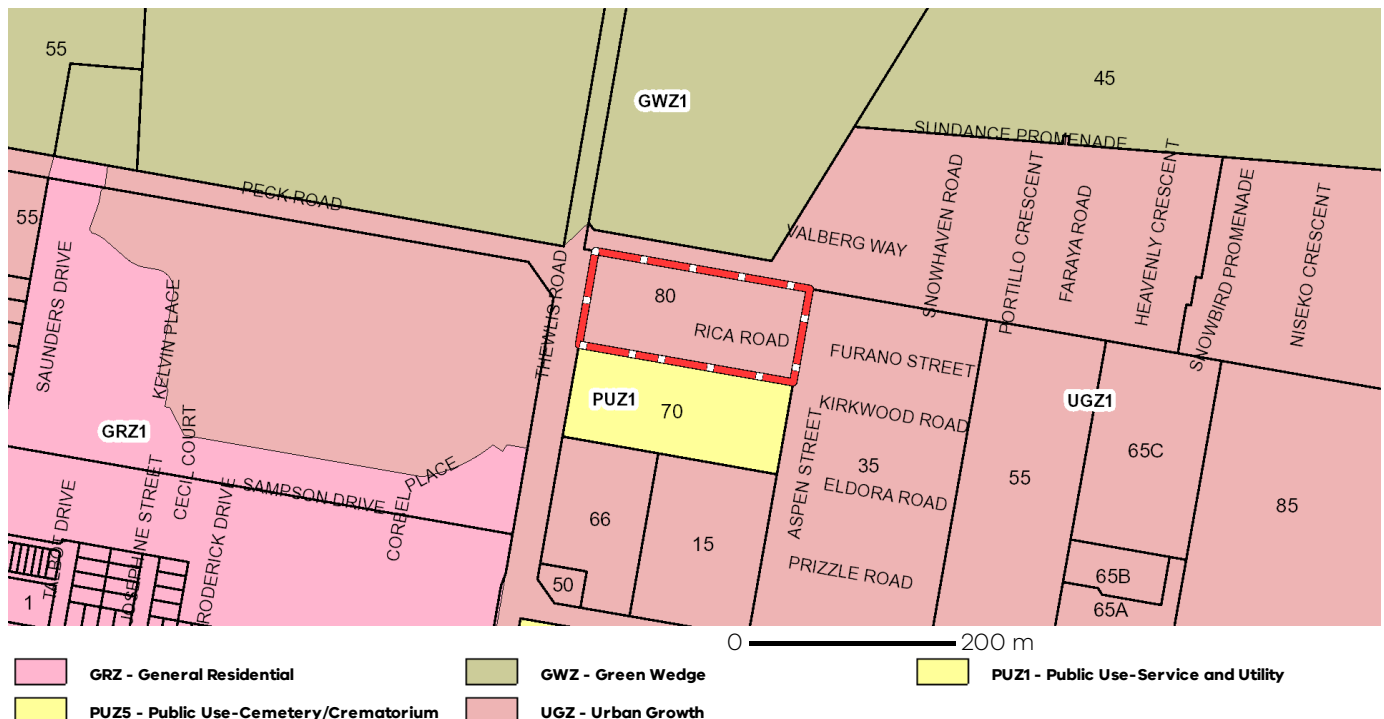 55
45
GWZ1
SUNDANCE PROMENADE
PECK ROAD
55
VALBERG WAY
SNOWHAVEN ROAD
PORTILLO CRESCENT
FARAYA ROAD
HEAVENLY CRESCENT
SNOWBIRD PROMENADE
NISEKO CRESCENT
SAUNDERS DRIVE
KELVIN PLACE
THEWLIS ROAD
80
RICA ROAD
FURANO STREET
PUZ1
70
KIRKWOOD ROAD
UGZ1
GRZ1
CECIL COURT
ASPEN STREET
65C
35
ELDORA ROAD
55
85
TALBOT DRIVE
JOSEPHINE STREET
RODERICK DRIVE
SAMPSON DRIVE
CORBEL PLACE
66
15
50
PRIZZLE ROAD
65B
65A
1
0 200 m
GRZ - General Residential
GWZ - Green Wedge
PUZ1 - Public Use-Service and Utility
PUZ5 - Public Use-Cemetery/Crematorium
UGZ - Urban Growth